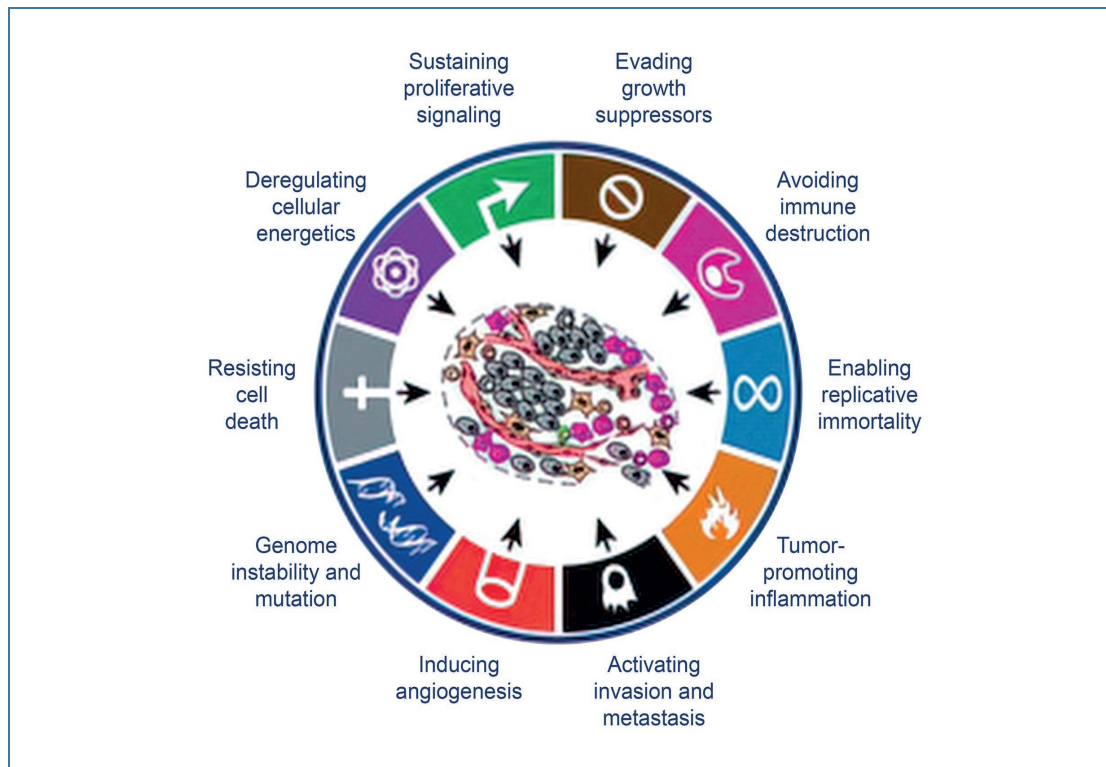 Sustaining
proliferative
signaling
Evading
growth
suppressors
Deregulating
cellular
energetics
Avoiding
immune
destruction
Resisting
cell
death
Enabling
replicative
immortality
Genome
instability and
mutation
Tumor-
promoting
inflammation
Inducing
angiogenesis
Activating
invasion and
metastasis